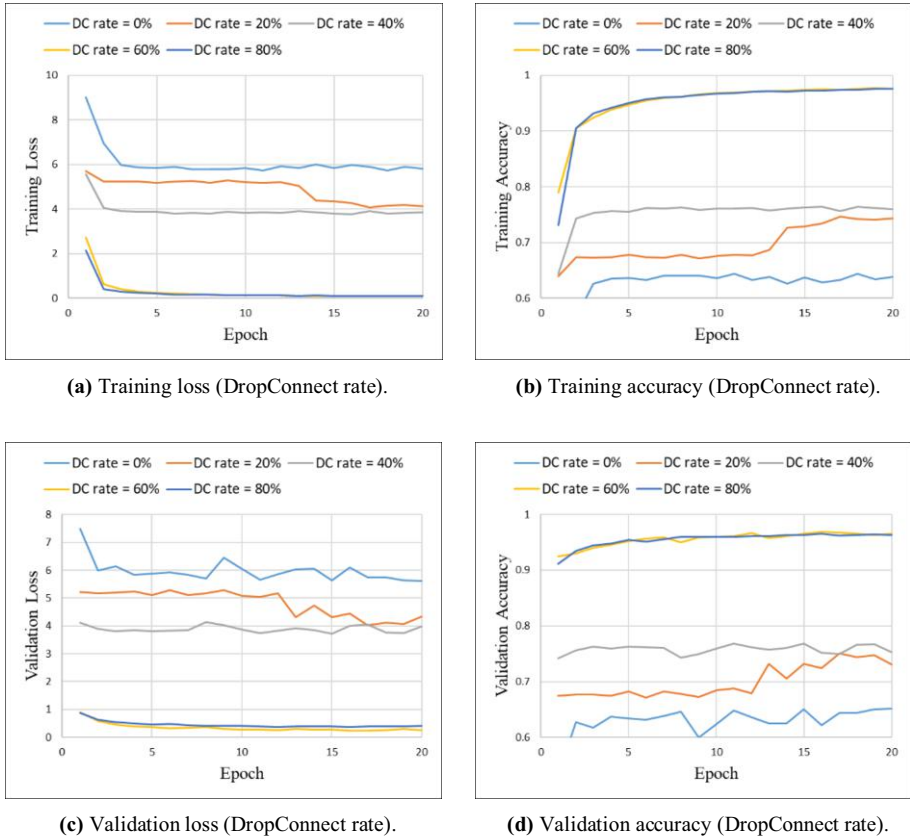 DC rate = 0% DC rate = 20% DC rate = 40%
DC rate = 60% DC rate = 80%
10
8
6
4
2
0
Training Loss
0 5 10 15 20
Epoch
(a) Training loss (DropConnect rate).
DC rate = 0% DC rate = 20% DC rate = 40%
DC rate = 60% DC rate = 80%
1
0.9
0.8
0.7
0.6
Training Accuracy
0 5 10 15 20
Epoch
(b) Training accuracy (DropConnect rate).
DC rate = 0% DC rate = 20% DC rate = 40%
DC rate = 60% DC rate = 80%
8
7
6
5
4
3
2
1
0
Validation Loss
0 5 10 15 20
Epoch
(c) Validation loss (DropConnect rate).
DC rate = 0% DC rate = 20% DC rate = 40%
DC rate = 60% DC rate = 80%
1
0.9
0.8
0.7
0.6
Validation Accuracy
0 5 10 15 20
Epoch
(d) Validation accuracy (DropConnect rate).